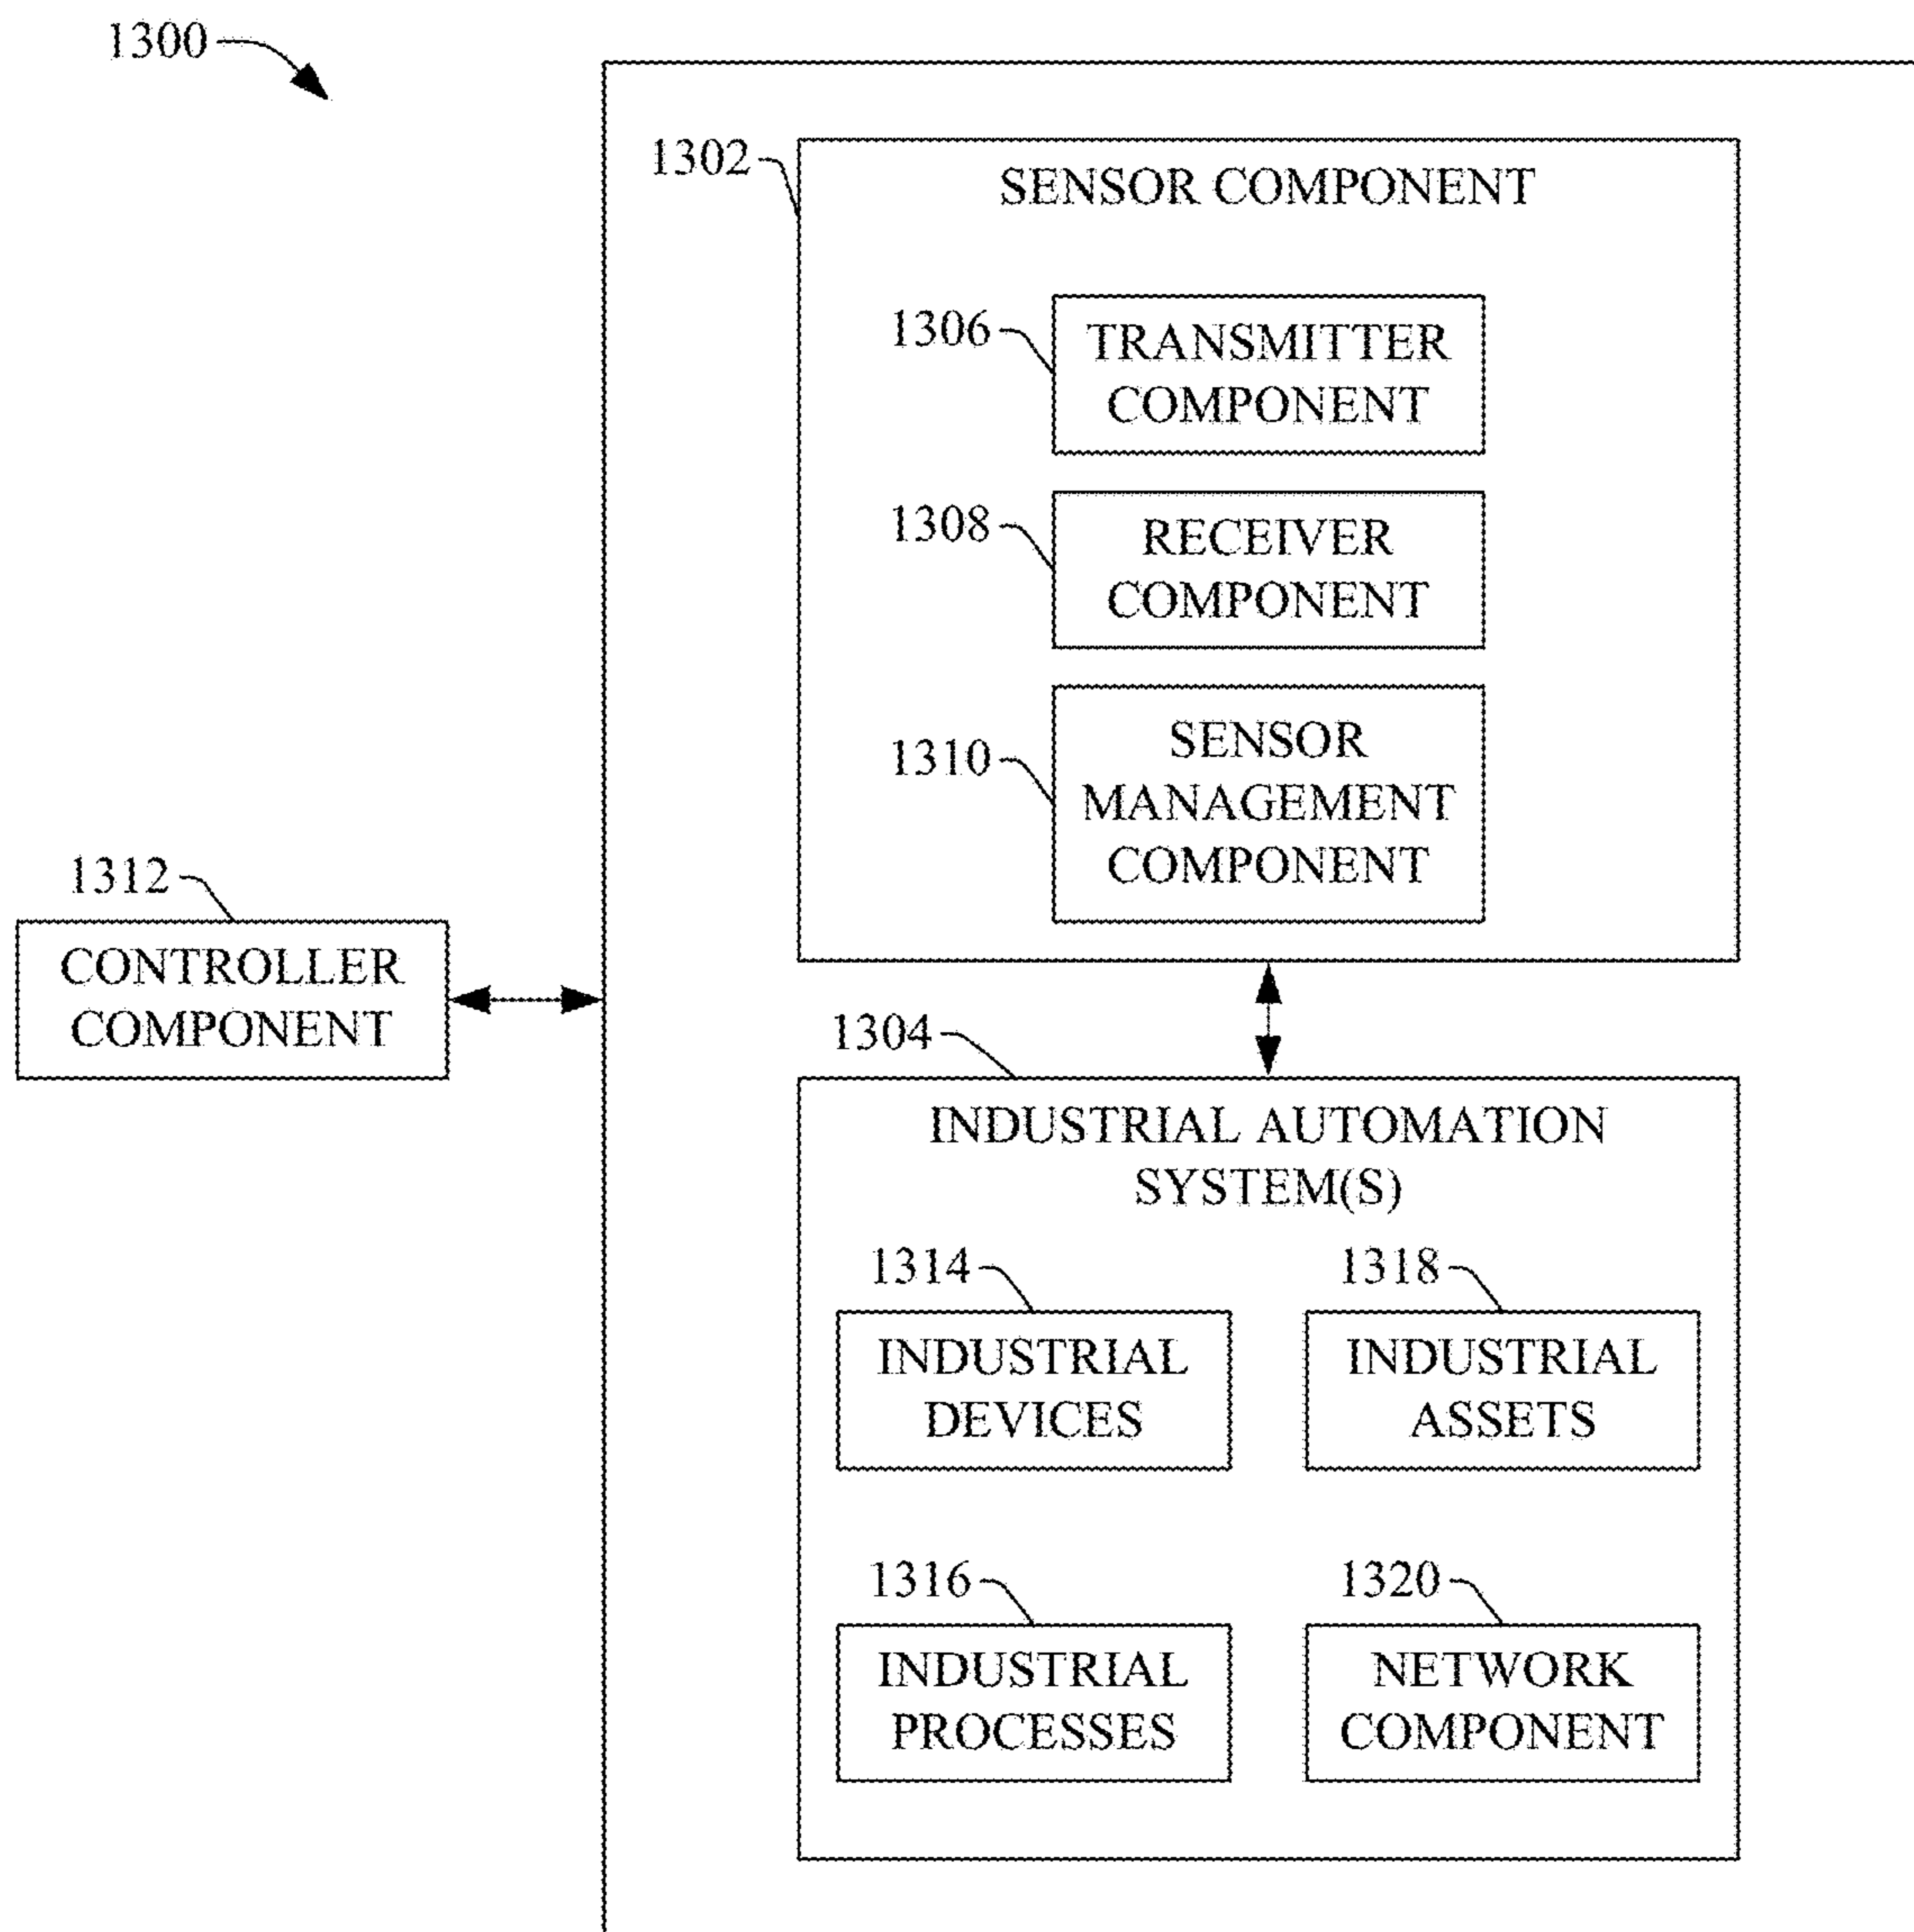 1300
1302
SENSOR COMPONENT
1306
TRANSMITTER
COMPONENT
1308
RECEIVER
COMPONENT
1310
SENSOR
MANAGEMENT
COMPONENT
1312
CONTROLLER
COMPONENT
1304
INDUSTRIAL AUTOMATION
SYSTEM(S)
1314
INDUSTRIAL
DEVICES
1318
INDUSTRIAL
ASSETS
1316
INDUSTRIAL
PROCESSES
1320
NETWORK
COMPONENT